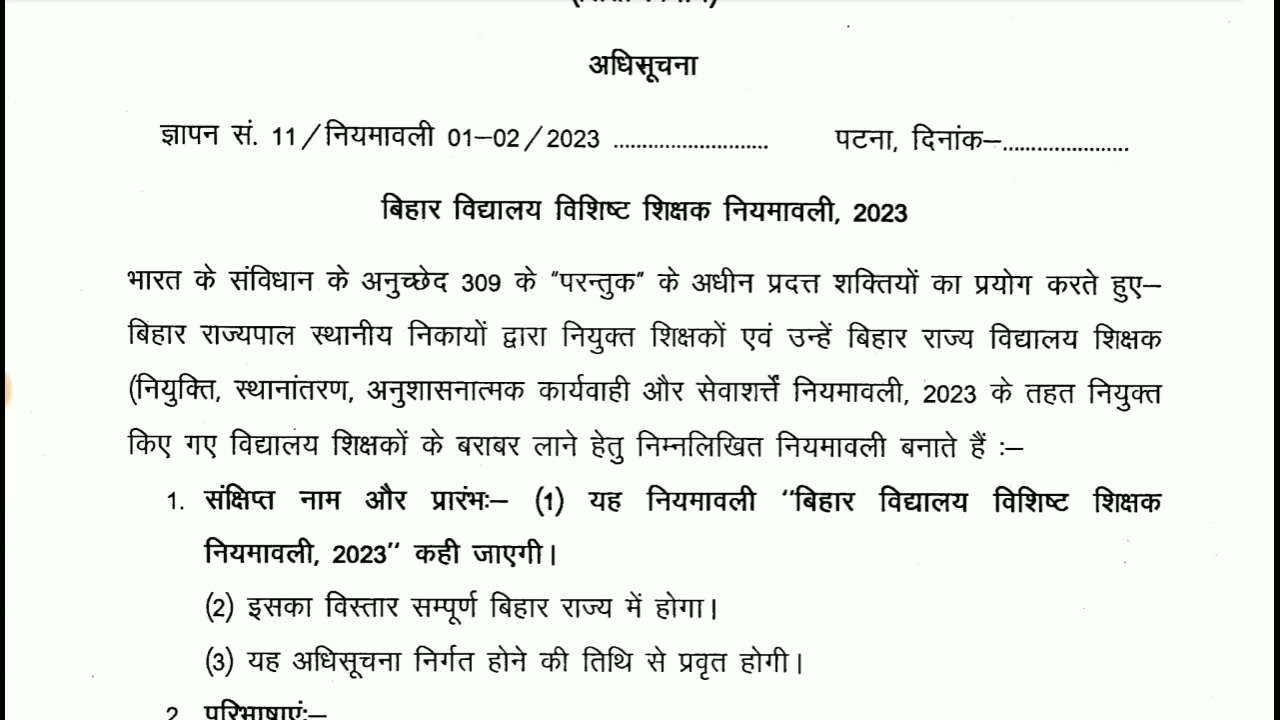 अधिसूचना
ज्ञापन सं. 11/नियमावली 01–02/2023 ........................... पटना, दिनांक–......................
बिहार विद्यालय विशिष्ट शिक्षक नियमावली, 2023
भारत के संविधान के अनुच्छेद 309 के "परन्तुक" के अधीन प्रदत्त शक्तियों का प्रयोग करते हुए–
बिहार राज्यपाल स्थानीय निकायों द्वारा नियुक्त शिक्षकों एवं उन्हें बिहार राज्य विद्यालय शिक्षक
(नियुक्ति, स्थानांतरण, अनुशासनात्मक कार्यवाही और सेवाशर्त्तें नियमावली, 2023 के तहत नियुक्त
किए गए विद्यालय शिक्षकों के बराबर लाने हेतु निम्नलिखित नियमावली बनाते हैं :–
1. संक्षिप्त नाम और प्रारंभः– (1) यह नियमावली "बिहार विद्यालय विशिष्ट शिक्षक
नियमावली, 2023" कही जाएगी।
(2) इसका विस्तार सम्पूर्ण बिहार राज्य में होगा।
(3) यह अधिसूचना निर्गत होने की तिथि से प्रवृत होगी।
2. परिभाषाएंः–